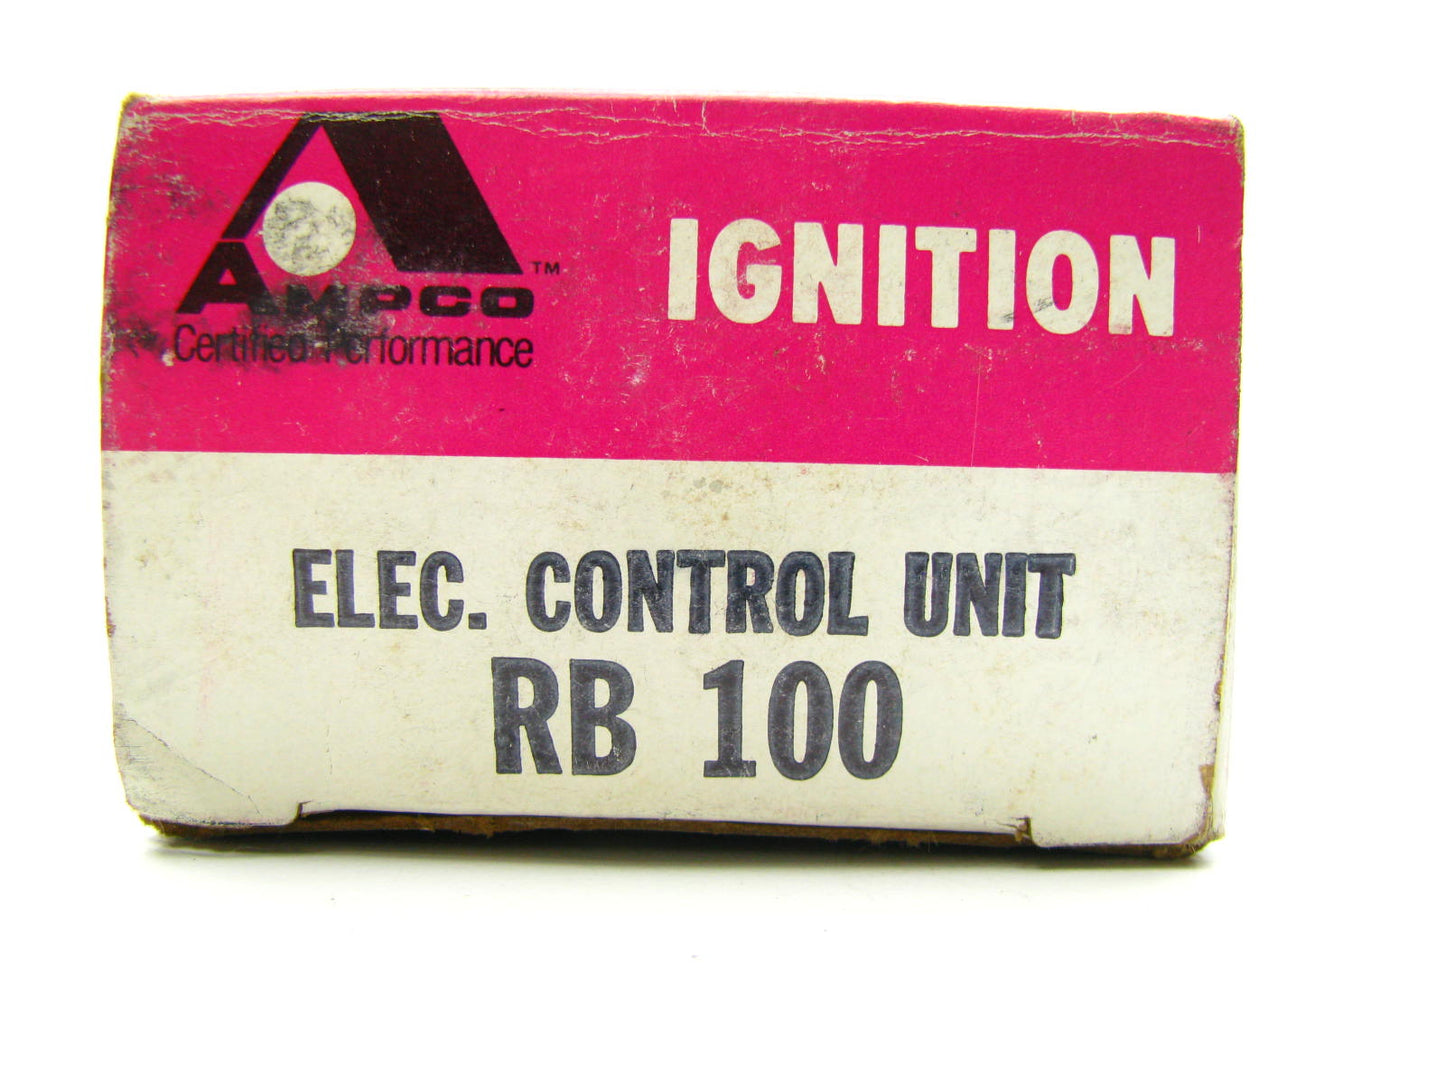 AMPCO™
Certified Performance
IGNITION
ELEC. CONTROL UNIT
RB 100